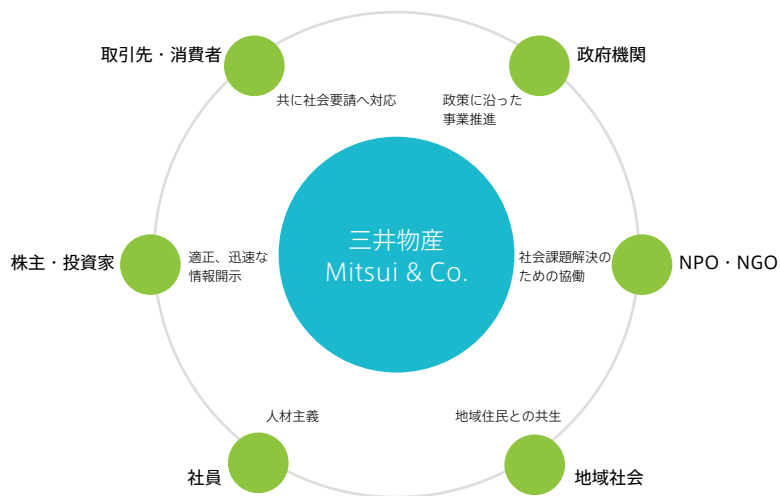 取引先・消費者
政府機関
共に社会要請へ対応
政策に沿った
事業推進
三井物産
Mitsui & Co.
株主・投資家
適正、迅速な
情報開示
社会課題解決の
ための協働
NPO・NGO
人材主義
地域住民との共生
社員
地域社会